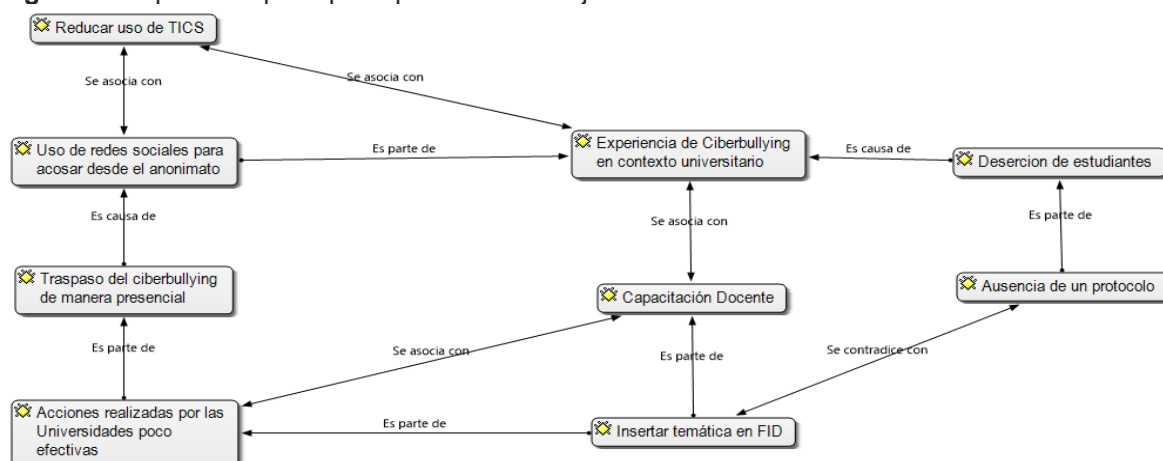 Reducar uso de TICS
Se asocia con
Se asocia con
Uso de redes sociales para
acosar desde el anonimato
Es parte de
Experiencia de Ciberbullying
en contexto universitario
Es causa de
Desercion de estudiantes
Es causa de
Se asocia con
Es parte de
Traspaso del ciberbullying
de manera presencial
Capacitación Docente
Ausencia de un protocolo
Es parte de
Se asocia con
Es parte de
Se contradice con
Acciones realizadas por las
Universidades poco
efectivas
Es parte de
Insertar temática en FID